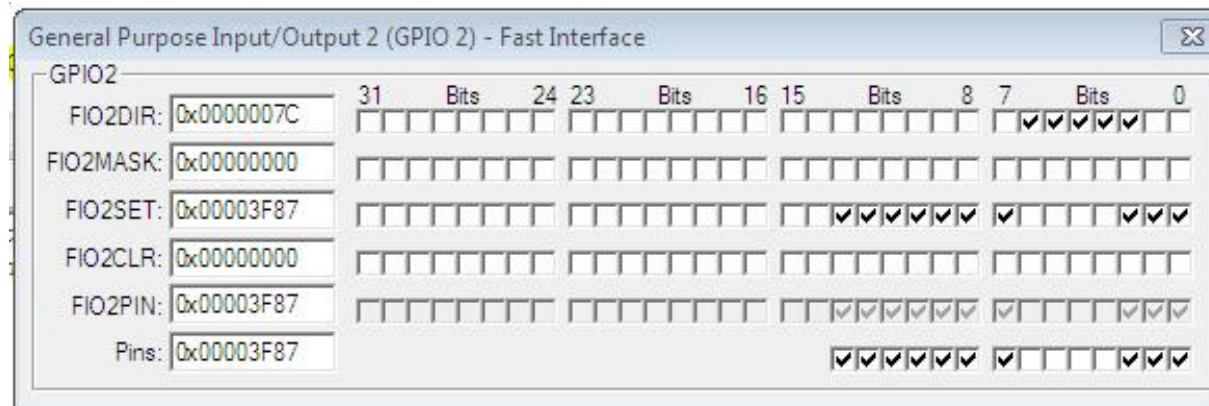 General Purpose Input/Output 2 (GPIO 2) - Fast Interface
GPIO2
31 Bits 24 23 Bits 16 15 Bits 8 7 Bits 0
FIO2DIR: 0x0000007C
FIO2MASK: 0x00000000
FIO2SET: 0x00003F87
FIO2CLR: 0x00000000
FIO2PIN: 0x00003F87
Pins: 0x00003F87